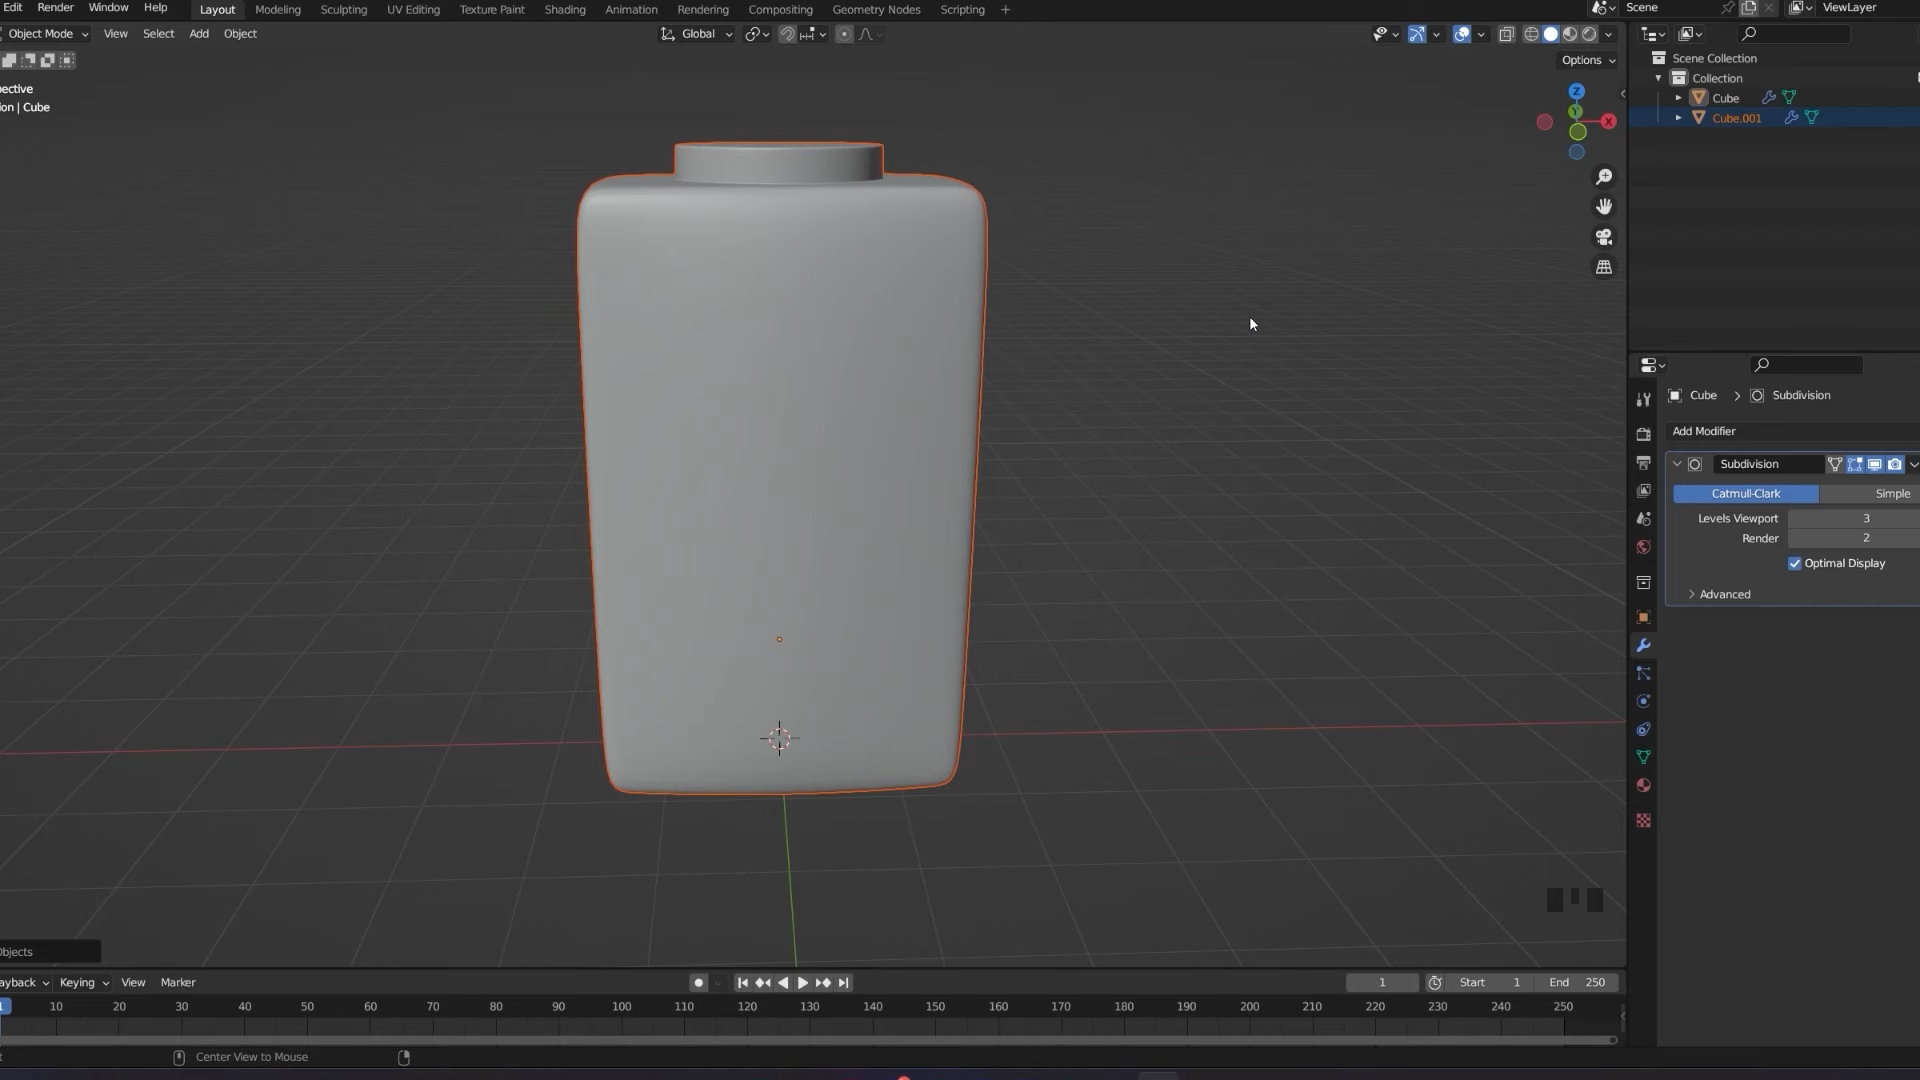 Edit Render Window Help Layout Modeling Sculpting UV Editing Texture Paint Shading Animation Rendering Compositing Geometry Nodes Scripting + Scene ViewLayer
Object Mode View Select Add Object Global
Options
ective
on | Cube
Z
Y
X
Scene Collection
Collection
Cube
Cube.001
Cube > Subdivision
Add Modifier
Subdivision
Catmull-Clark Simple
Levels Viewport 3
Render 2
Optimal Display
Advanced
Objects
ayback Keying View Marker 1 Start 1 End 250
1 10 20 30 40 50 60 70 80 90 100 110 120 130 140 150 160 170 180 190 200 210 220 230 240 250
t Center View to Mouse